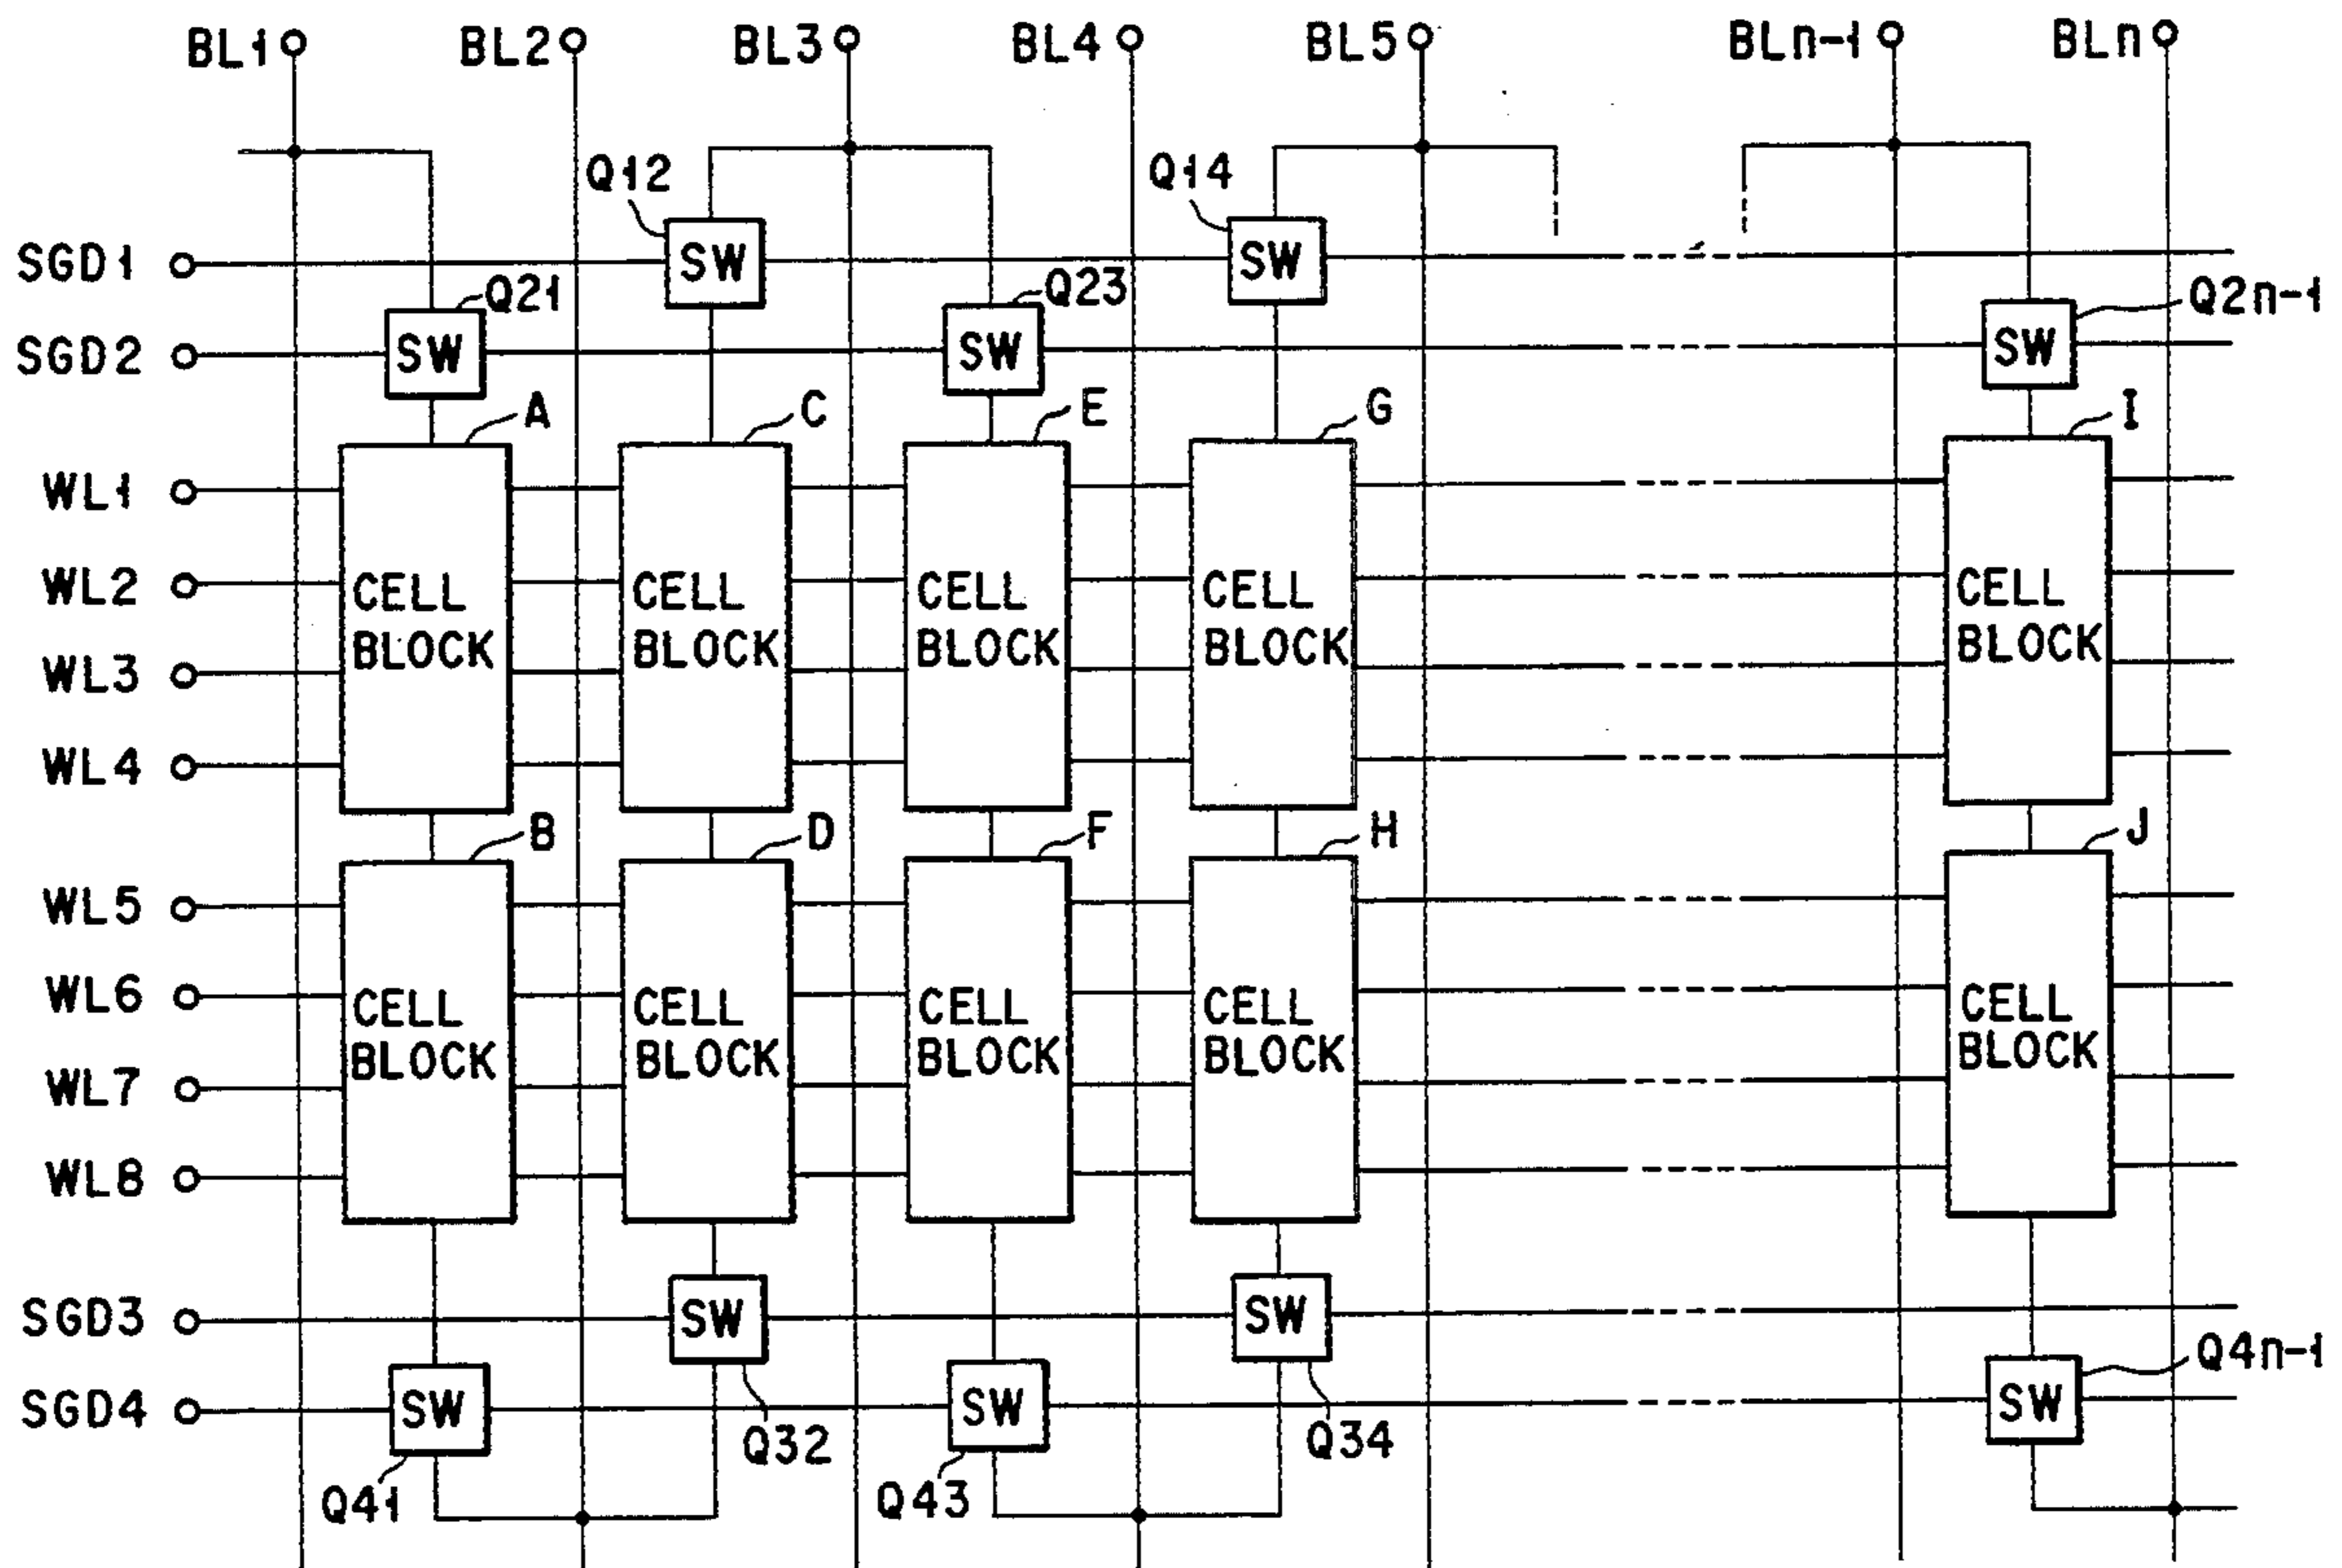 BL1 BL2 BL3 BL4 BL5 BLn-1 BLn
Q12 Q14
SGD1 SW SW
Q21 Q23 Q2n-1
SGD2 SW SW SW
A C E G I
WL1
WL2 CELL CELL CELL CELL CELL
WL3 BLOCK BLOCK BLOCK BLOCK BLOCK
WL4
B D F H J
WL5
WL6 CELL CELL CELL CELL CELL
WL7 BLOCK BLOCK BLOCK BLOCK BLOCK
WL8
SGD3 SW SW
Q4n-1
SGD4 SW SW SW
Q32 Q34
Q41 Q43